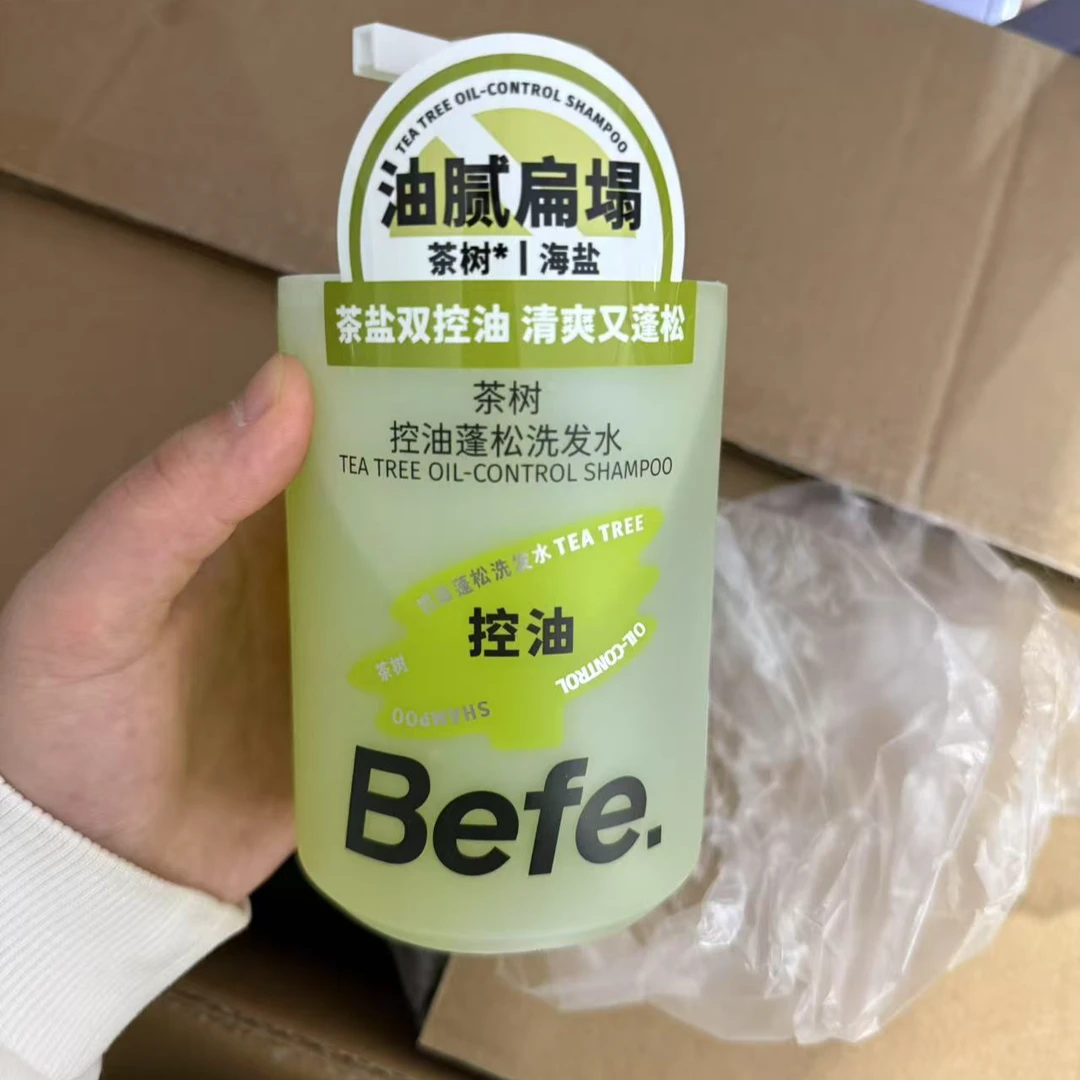 TEA TREE OIL-CONTROL SHAMPOO
油腻扁塌
茶树*|海盐
茶盐双控油 清爽又蓬松
茶树
控油蓬松洗发水
TEA TREE OIL-CONTROL SHAMPOO
控油蓬松洗发水 TEA TREE
控油
茶树
OIL-CONTROL
SHAMPOO
Befe.